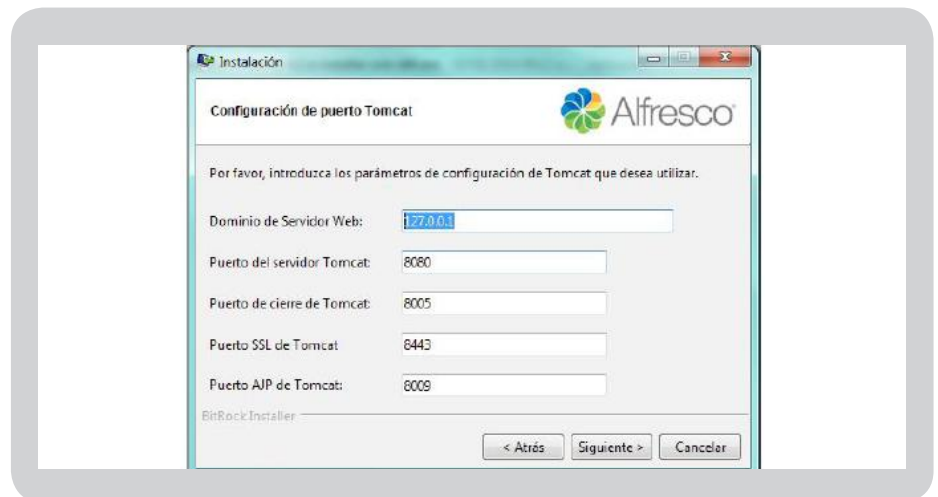 Instalación
Configuración de puerto Tomcat
Alfresco
Por favor, introduzca los parámetros de configuración de Tomcat que desea utilizar.
Dominio de Servidor Web: 127.0.0.1
Puerto del servidor Tomcat: 8080
Puerto de cierre de Tomcat: 8005
Puerto SSL de Tomcat 8443
Puerto AJP de Tomcat: 8009
BitRock Installer
< Atrás Siguiente > Cancelar